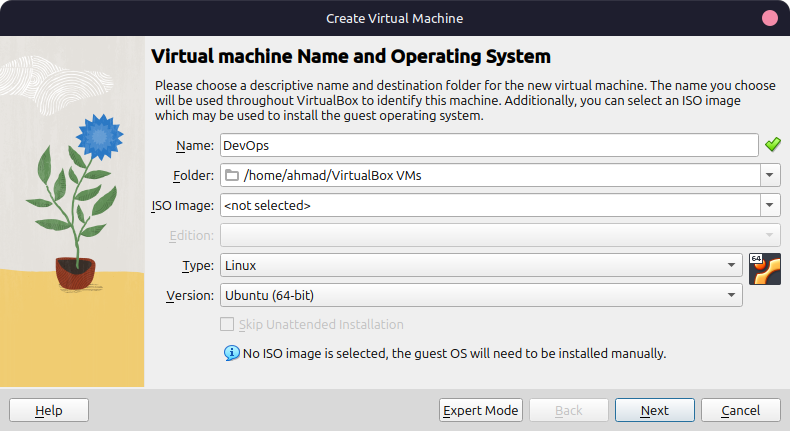 Create Virtual Machine
Virtual machine Name and Operating System
Please choose a descriptive name and destination folder for the new virtual machine. The name you choose
will be used throughout VirtualBox to identify this machine. Additionally, you can select an ISO image
which may be used to install the guest operating system.
Name: DevOps
Folder: /home/ahmad/VirtualBox VMs
ISO Image: <not selected>
Edition:
Type: Linux
64
Version: Ubuntu (64-bit)
Skip Unattended Installation
No ISO image is selected, the guest OS will need to be installed manually.
Help Expert Mode Back Next Cancel